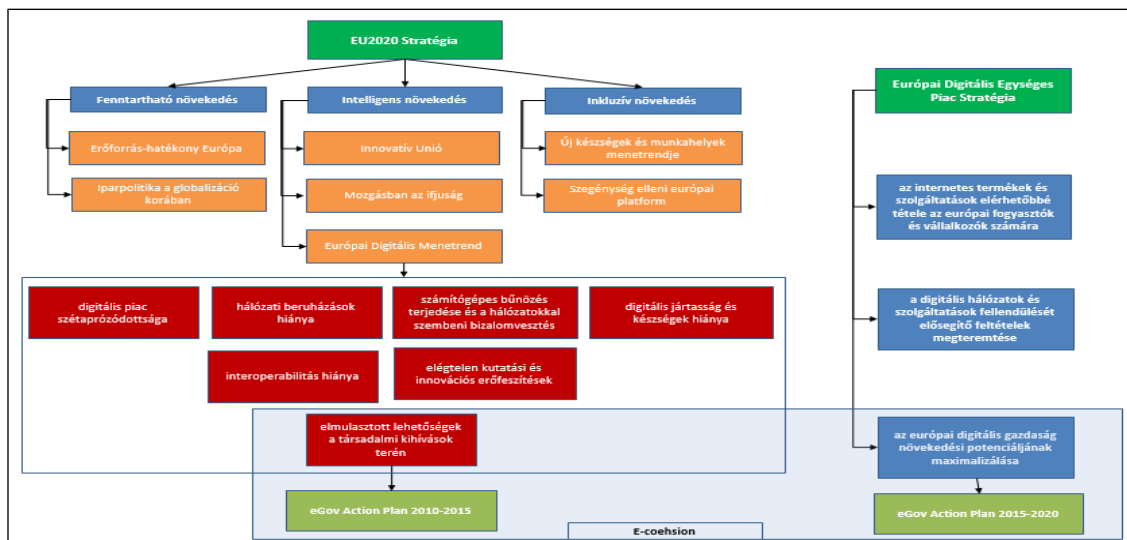 EU2020 Stratégia
Fenntartható növekedés
Erőforrás-hatékony Európa
Iparpolitika a globalizáció
korában
Intelligens növekedés
Innovatív Unió
Mozgásban az ifjuság
Európai Digitális Menetrend
Inkluzív növekedés
Új készségek és munkahelyek
menetrendje
Szegénység elleni európai
platform
digitális piac
szétaprózódottsága
hálózati beruházások
hiánya
számítógépes bűnözés
terjedése és a hálózatokkal
szembeni bizalomvesztés
digitális jártasság és
készségek hiánya
interoperabilitás hiánya
elégtelen kutatási és
innovációs erőfeszítések
elmulasztott lehetőségek
a társadalmi kihívások
terén
eGov Action Plan 2010-2015
Európai Digitális Egységes
Piac Stratégia
az internetes termékek és
szolgáltatások elérhetőbbé
tétele az európai fogyasztók
és vállalkozók számára
a digitális hálózatok és
szolgáltatások fellendülését
elősegítő feltételek
megteremtése
az európai digitális gazdaság
növekedési potenciáljának
maximalizálása
eGov Action Plan 2015-2020
E-coehsion